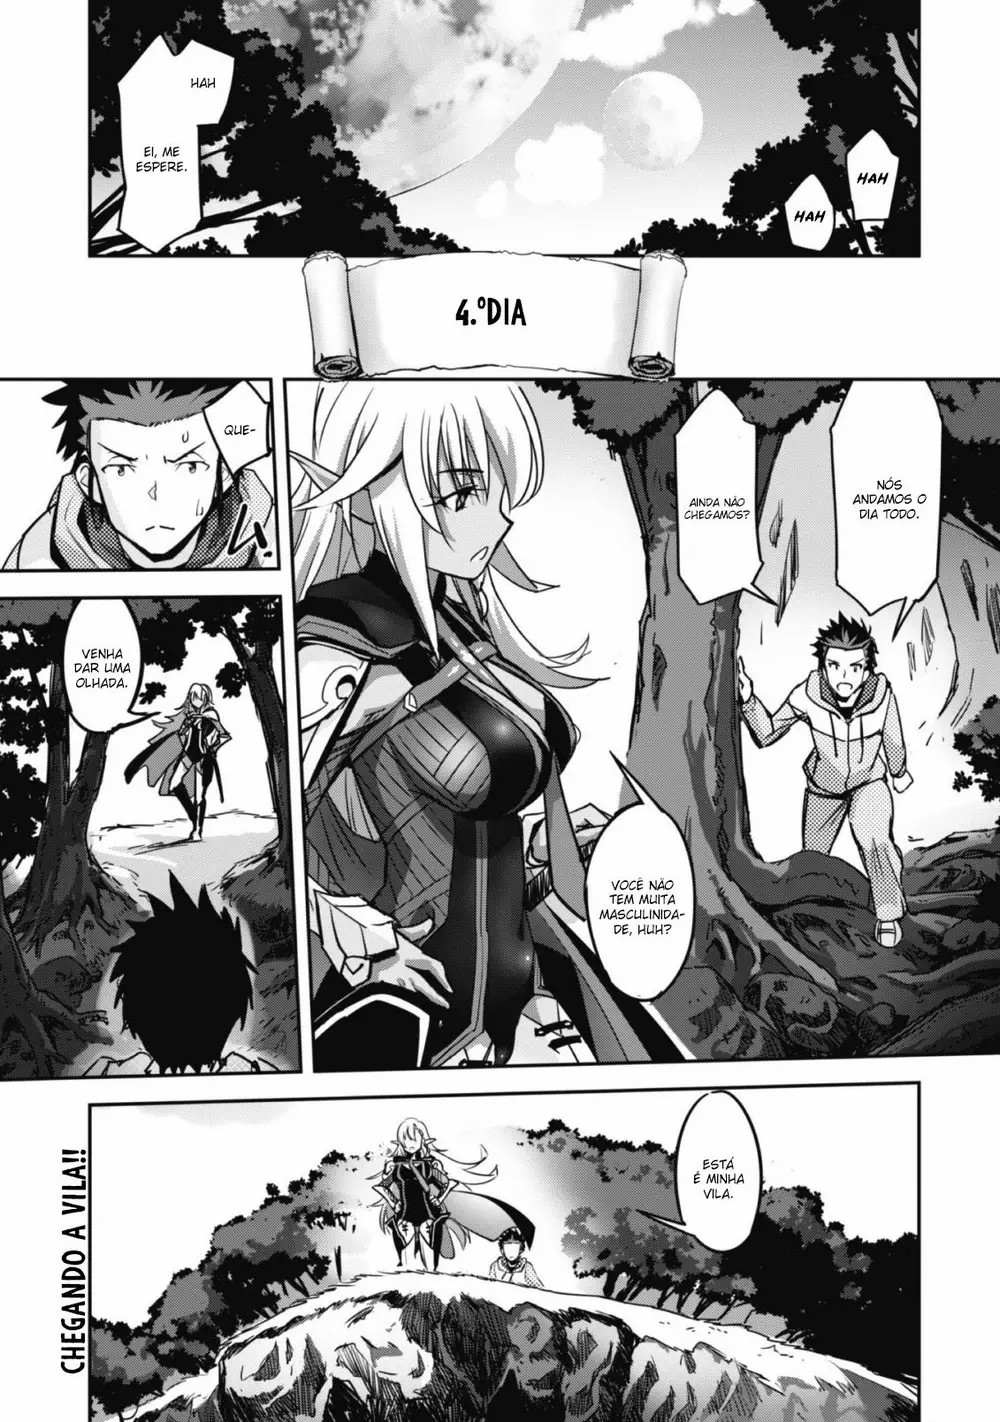 HAH
HAH
HAH
EI, ME
ESPERE.
4.º DIA
NÓS
ANDAMOS O
DIA TODO.
AINDA NÃO
CHEGAMOS?
VOCÊ NÃO
TEM MUITA
MASCULINIDA-
DE, HUH?
QUE-
VENHA
DAR UMA
OLHADA.
ESTÁ
É MINHA
VILA.
CHEGANDO A VILA!!